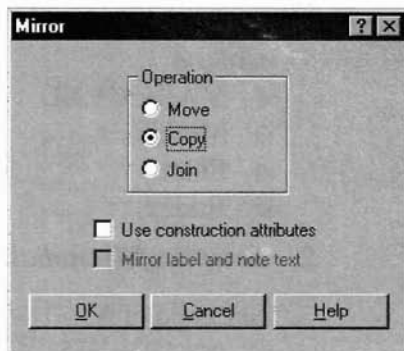 Mirror
Operation
Move
Copy
Join
Use construction attributes
Mirror label and note text
OK Cancel Help